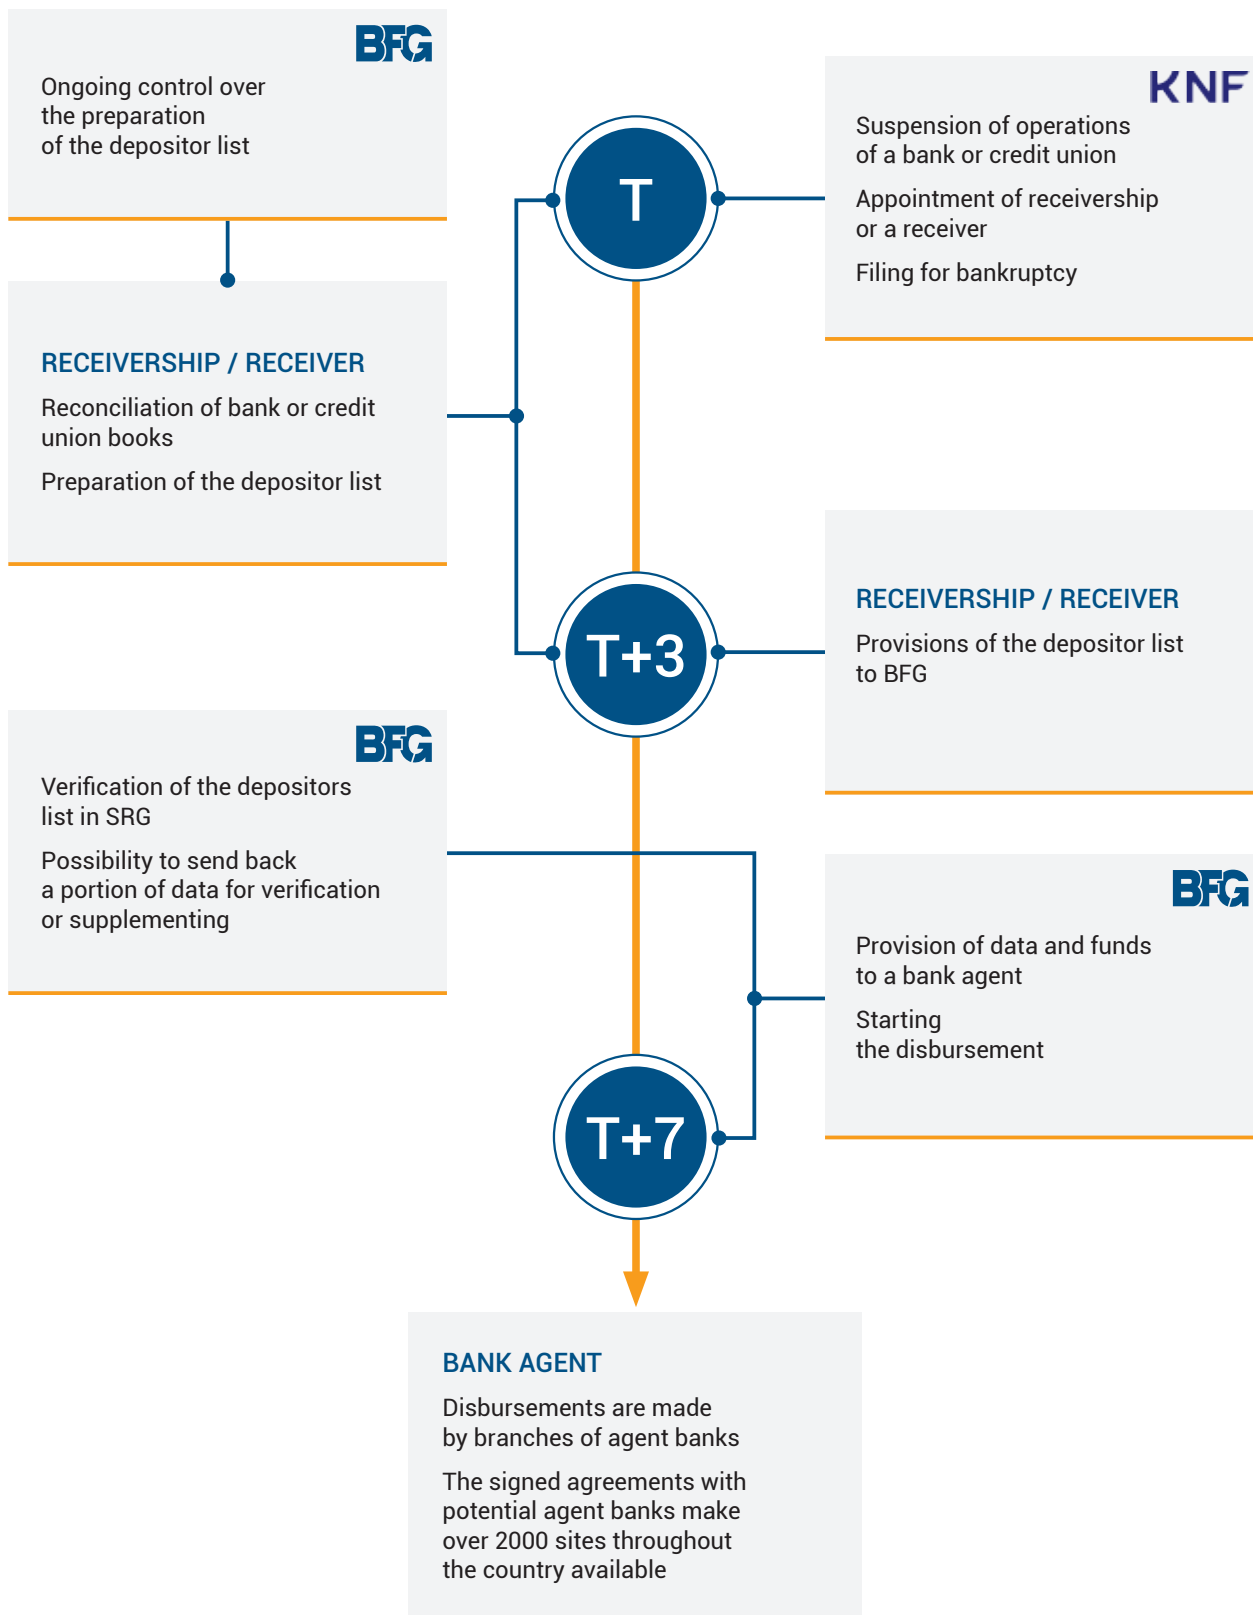 BFG
Ongoing control over
the preparation
of the depositor list
KNF
Suspension of operations
of a bank or credit union
Appointment of receivership
or a receiver
Filing for bankruptcy
T
RECEIVERSHIP / RECEIVER
Reconciliation of bank or credit
union books
Preparation of the depositor list
T+3
RECEIVERSHIP / RECEIVER
Provisions of the depositor list
to BFG
BFG
Verification of the depositors
list in SRG
Possibility to send back
a portion of data for verification
or supplementing
BFG
Provision of data and funds
to a bank agent
Starting
the disbursement
T+7
BANK AGENT
Disbursements are made
by branches of agent banks
The signed agreements with
potential agent banks make
over 2000 sites throughout
the country available